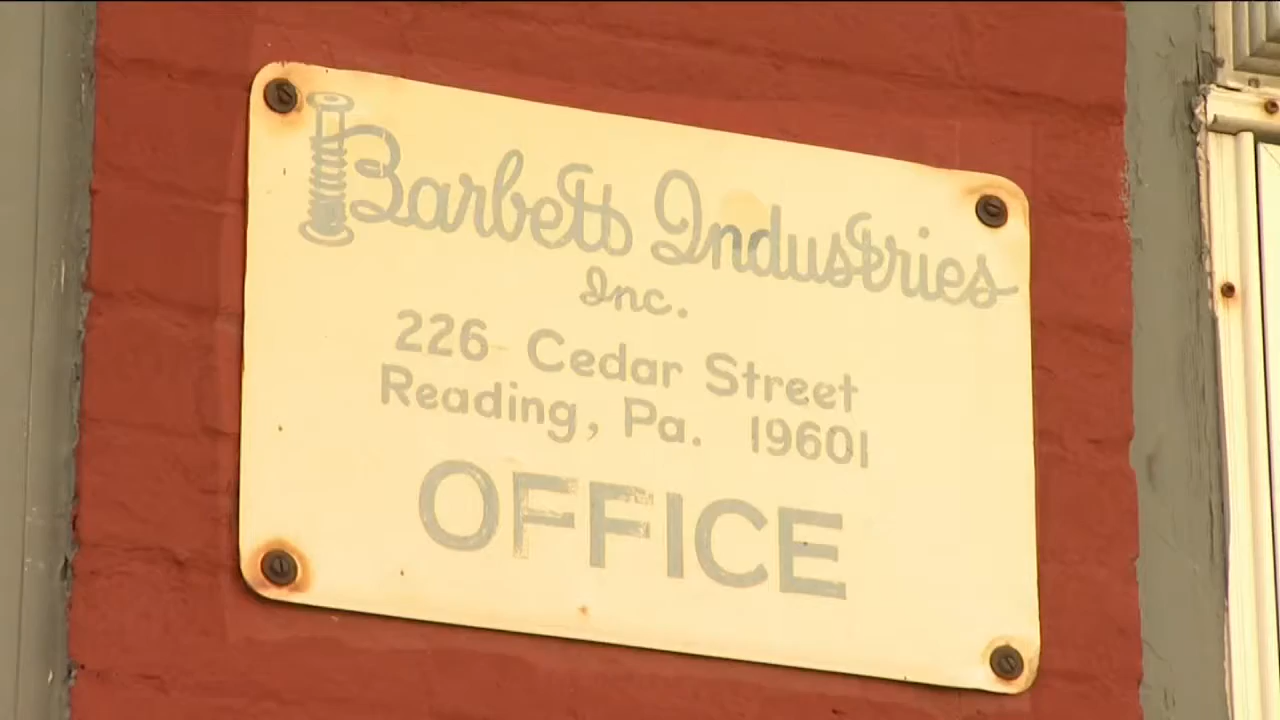 Barbett Industries
Inc.
226 Cedar Street
Reading, Pa. 19601
OFFICE